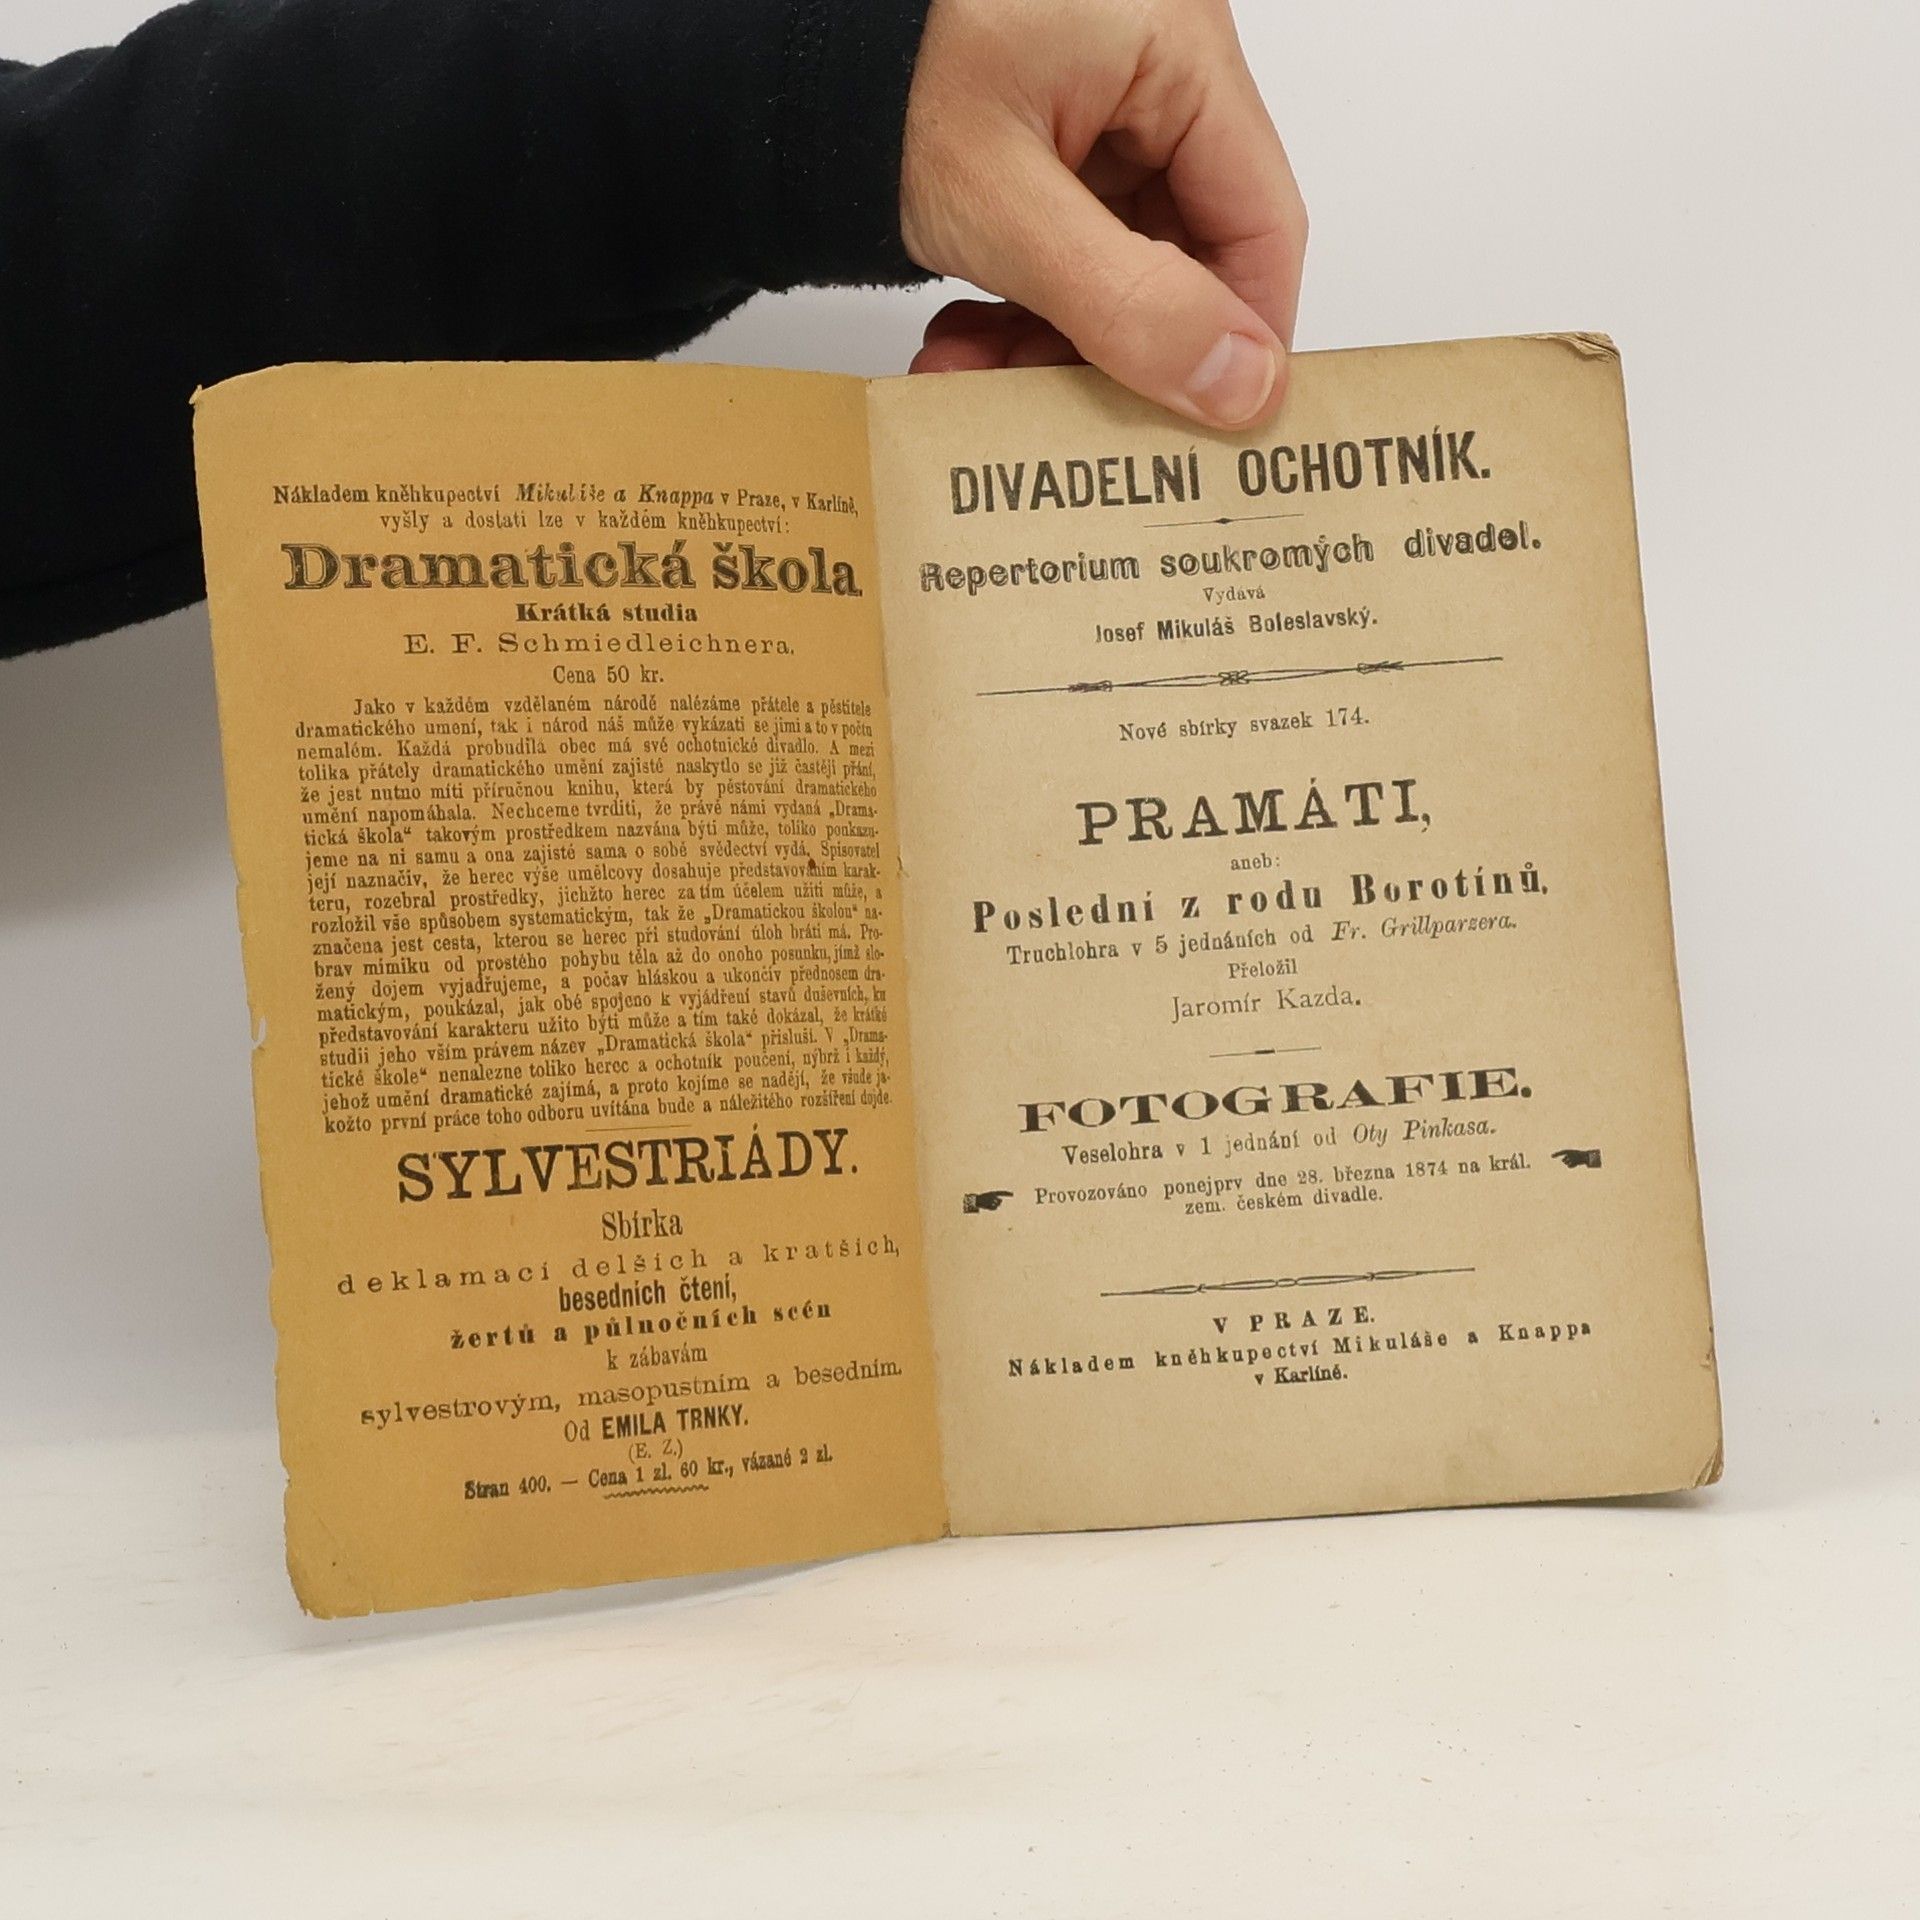 Nákladem kněhkupectví Mikuláše a Knappa v Praze, v Karlíně,
vyšly a dostati lze v každém kněhkupectví:
Dramatická škola
Krátká studia
E. F. Schmiedleichnera.
Cena 50 kr.
Jako v každém vzdělaném národě nalézáme přátele a pěstitele
dramatického umění, tak i národ náš může vykázati se jimi a to v počtu
nemalém. Každá probudilá obec má své ochotnické divadlo. A mezi
tolika přátely dramatického umění zajisté naskytlo se již častěji přání,
že jest nutno míti příručnou knihu, která by pěstování dramatického
umění napomáhala. Nechceme tvrditi, že právě námi vydaná „Drama-
tická škola“ takovým prostředkem nazvána býti může, toliko poukazu-
jeme na ni samu a ona zajisté sama o sobě svědectví vydá. Spisovatel
její naznačiv, že herec výše umělcovy dosahuje představováním karak-
teru, rozebral prostředky, jichžto herec za tím účelem užiti může, a
rozložil vše spůsobem systematickým, tak že „Dramatickou školou“ na-
značena jest cesta, kterou se herec při studování úloh bráti má. Pro-
brav mimiku od prostého pohybu těla až do onoho posunku, jímž slo-
žený dojem vyjadřujeme, a počav hláskou a ukončiv přednosem dra-
matickým, poukázal, jak obé spojeno k vyjádření stavů duševních, ku
představování karakteru užito býti může a tím také dokázal, že krátké
studii jeho vším právem název „Dramatická škola“ přísluší. V „Drama-
tické škole“ nenalezne toliko herec a ochotník poučení, nýbrž i každý,
jehož umění dramatické zajímá, a proto kojíme se nadějí, že všude ja-
kožto první práce toho odboru uvítána bude a náležitého rozšíření dojde.
SYLVESTRIÁDY.
Sbírka
deklamací delších a kratších,
besedních čtení,
žertů a půlnočních scén
k zábavám
sylvestrovým, masopustním a besedním.
Od EMILA TRNKY.
(E. Z.)
Stran 400. — Cena 1 zl. 60 kr., vázané 2 zl.
DIVADELNÍ OCHOTNÍK.
Repertorium soukromých divadel.
Vydává
Josef Mikuláš Boleslavský.
Nové sbírky svazek 174.
PRAMÁTI,
aneb:
Poslední z rodu Borotínů.
Truchlohra v 5 jednáních od Fr. Grillparzera.
Přeložil
Jaromír Kazda.
FOTOGRAFIE.
Veselohra v 1 jednání od Oty Pinkasa.
Provozováno ponejprv dne 28. března 1874 na král.
zem. českém divadle.
V PRAZE.
Nákladem kněhkupectví Mikuláše a Knappa
v Karlíně.